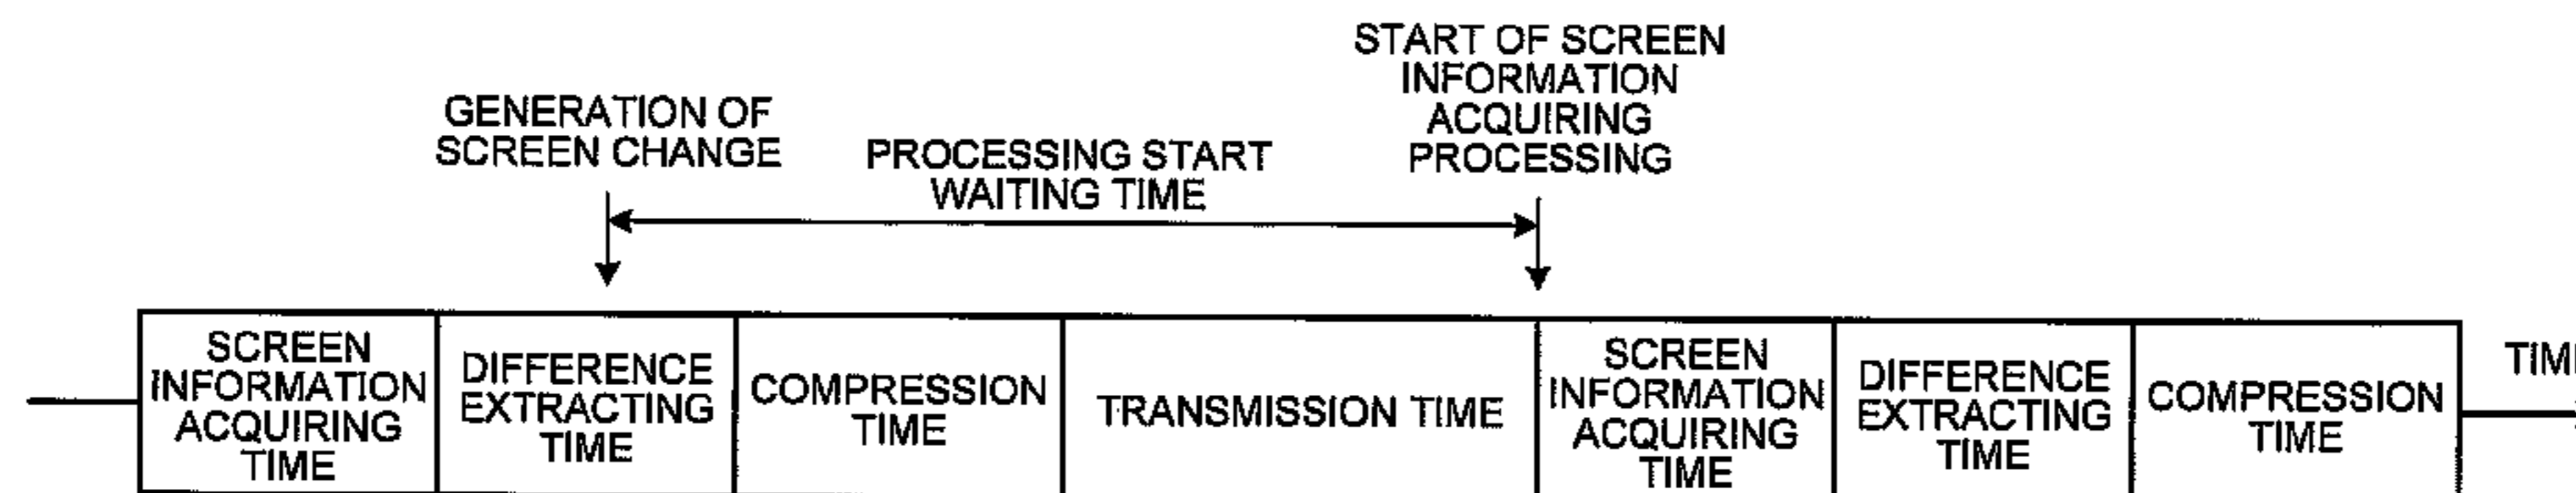 START OF SCREEN
INFORMATION
ACQUIRING
PROCESSING
GENERATION OF
SCREEN CHANGE
PROCESSING START
WAITING TIME
SCREEN
INFORMATION
ACQUIRING
TIME
DIFFERENCE
EXTRACTING
TIME
COMPRESSION
TIME
TRANSMISSION TIME
SCREEN
INFORMATION
ACQUIRING
TIME
DIFFERENCE
EXTRACTING
TIME
COMPRESSION
TIME